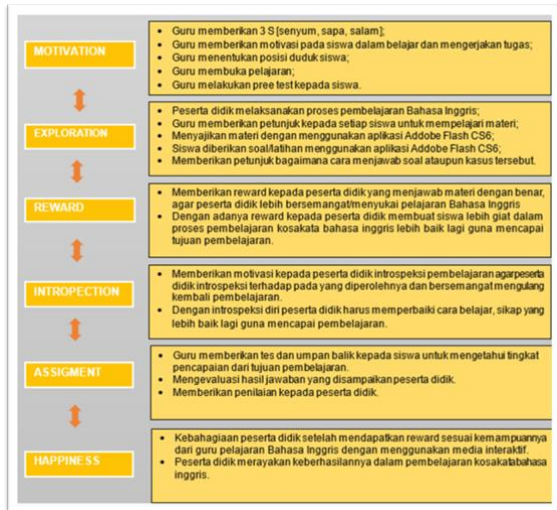 MOTIVATION
• Guru memberikan 3 S [senyum, sapa, salam];
• Guru memberikan motivasi pada siswa dalam belajar dan mengerjakan tugas;
• Guru menentukan posisi duduk siswa;
• Guru membuka pelajaran;
• Guru melakukan pree test kepada siswa.
EXPLORATION
• Peserta didik melaksanakan proses pembelajaran Bahasa Inggris;
• Guru memberikan petunjuk kepada setiap siswa untuk mempelajari materi;
• Menyajikan materi dengan menggunakan aplikasi Addobe Flash CS6;
• Siswa diberikan soal/latihan menggunakan aplikasi Addobe Flash CS6;
• Memberikan petunjuk bagaimana cara menjawab soal ataupun kasus tersebut.
REWARD
• Memberikan reward kepada peserta didik yang menjawab materi dengan benar,
agar peserta didik lebih bersemangat/menyukai pelajaran Bahasa Inggris
• Dengan adanya reward kepada peserta didik membuat siswa lebih giat dalam
proses pembelajaran kosakata bahasa inggris lebih baik lagi guna mencapai
tujuan pembelajaran.
INTROPECTION
• Memberikan motivasi kepada peserta didik introspeksi pembelajaran agarpeserta
didik introspeksi terhadap pada yang diperolehnya dan bersemangat mengulang
kembali pembelajaran.
• Dengan introspeksi diri peserta didik harus memperbaiki cara belajar, sikap yang
lebih baik lagi guna mencapai pembelajaran.
ASSIGMENT
• Guru memberikan tes dan umpan balik kepada siswa untuk mengetahui tingkat
pencapaian dari tujuan pembelajaran.
• Mengevaluasi hasil jawaban yang disampaikan peserta didik.
• Memberikan penilaian kepada peserta didik.
HAPPINESS
• Kebahagiaan peserta didik setelah mendapatkan reward sesuai kemampuannya
dari guru pelajaran Bahasa Inggris dengan menggunakan media interaktif.
• Peserta didik merayakan keberhasilannya dalam pembelajaran kosakatabahasa
inggris.